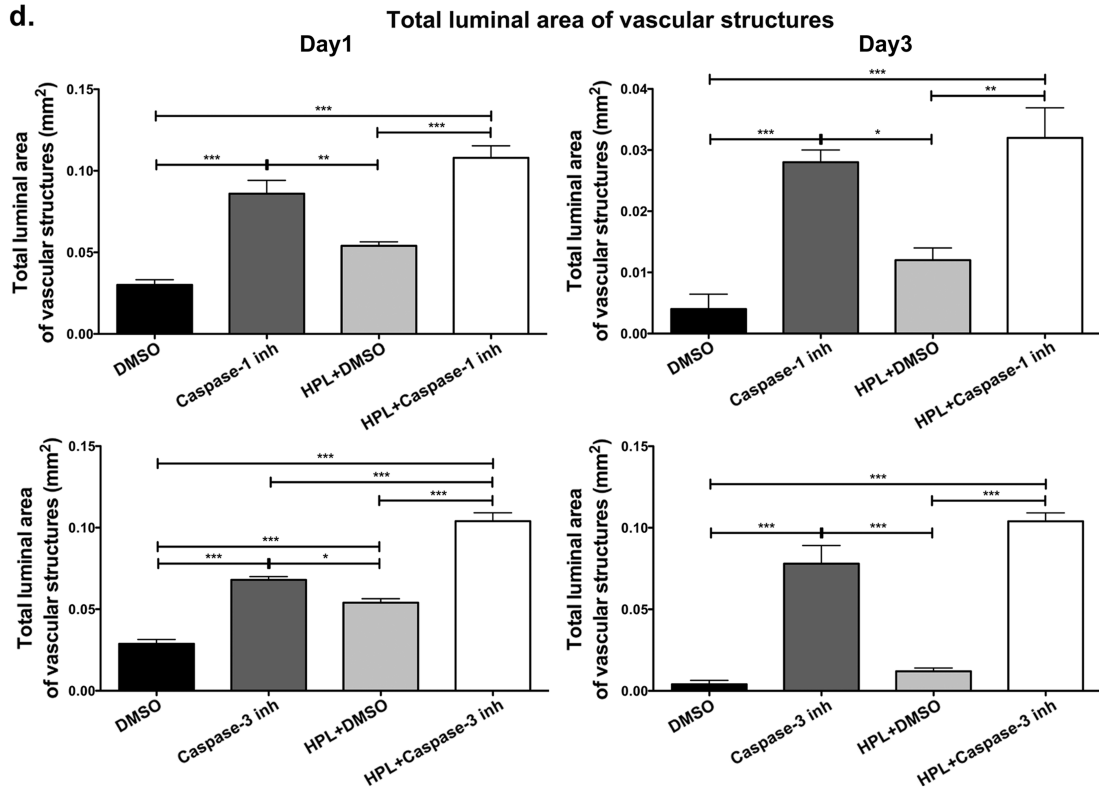 d.
Total luminal area of vascular structures
Day1
Day3
Total luminal area
of vascular structures (mm²)
0.15
0.10
0.05
0.00
***
***
***
**
DMSO
Caspase-1 inh
HPL+DMSO
HPL+Caspase-1 inh
Total luminal area
of vascular structures (mm²)
0.04
0.03
0.02
0.01
0.00
***
**
***
*
DMSO
Caspase-1 inh
HPL+DMSO
HPL+Caspase-1 inh
Total luminal area
of vascular structures (mm²)
0.15
0.10
0.05
0.00
***
***
***
***
***
*
DMSO
Caspase-3 inh
HPL+DMSO
HPL+Caspase-3 inh
Total luminal area
of vascular structures (mm²)
0.15
0.10
0.05
0.00
***
***
***
***
DMSO
Caspase-3 inh
HPL+DMSO
HPL+Caspase-3 inh